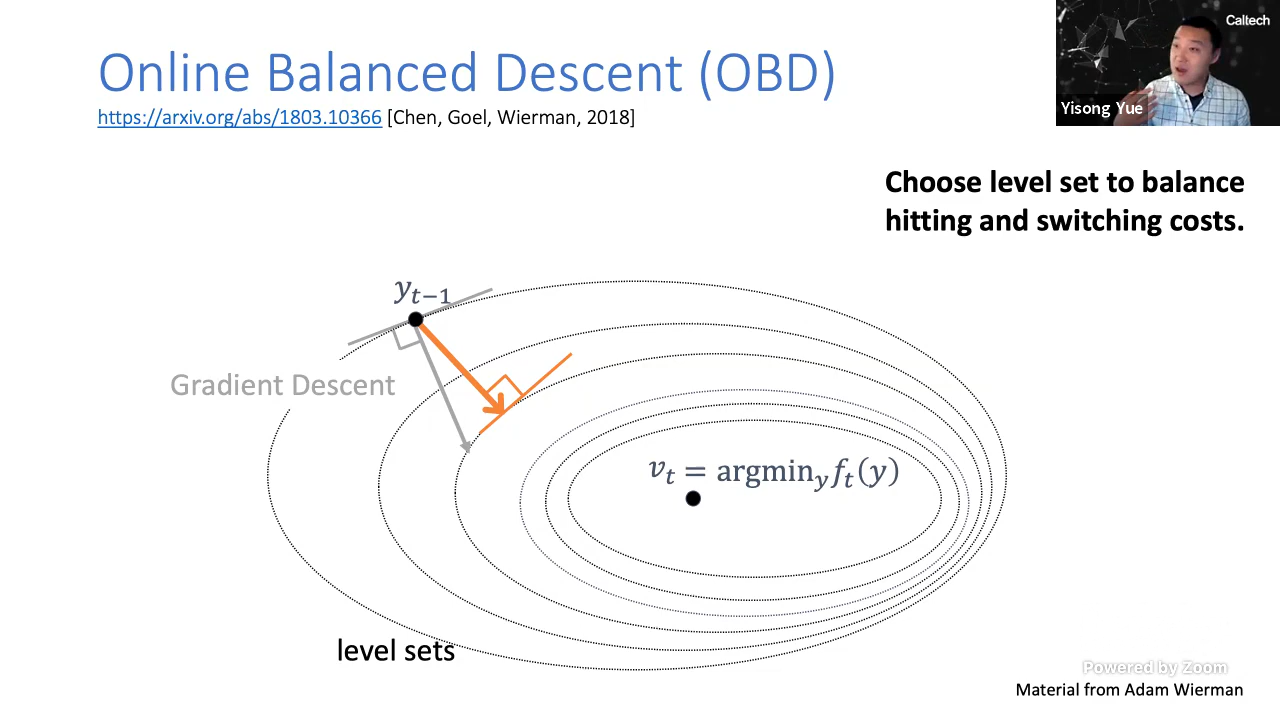 Caltech
Yisong Yue
Online Balanced Descent (OBD)
https://arxiv.org/abs/1803.10366 [Chen, Goel, Wierman, 2018]
Choose level set to balance
hitting and switching costs.
y_{t−1}
Gradient Descent
v_t = argmin_y f_t(y)
level sets
Powered by Zoom
Material from Adam Wierman